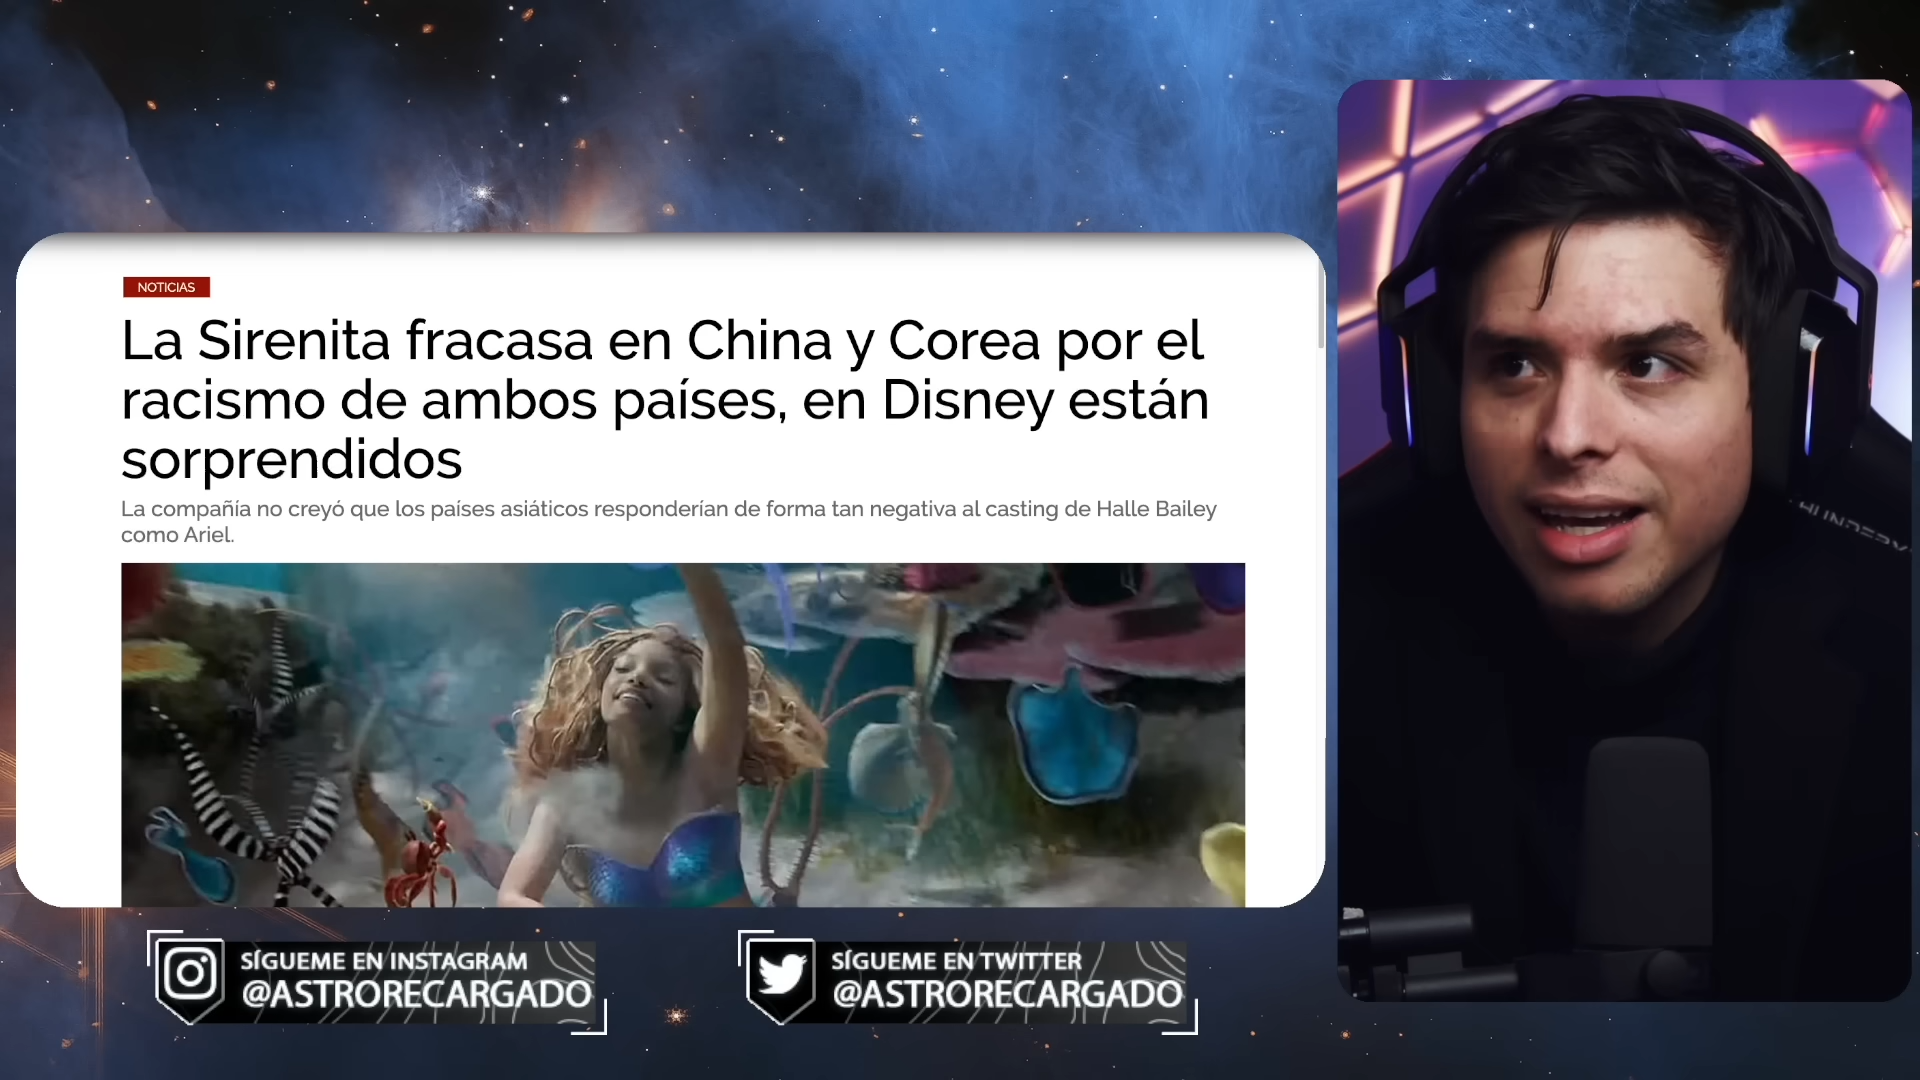 NOTICIAS
La Sirenita fracasa en China y Corea por el
racismo de ambos países, en Disney están
sorprendidos
La compañía no creyó que los países asiáticos responderían de forma tan negativa al casting de Halle Bailey
como Ariel.
SÍGUEME EN INSTAGRAM
@ASTRORECARGADO
SÍGUEME EN TWITTER
@ASTRORECARGADO